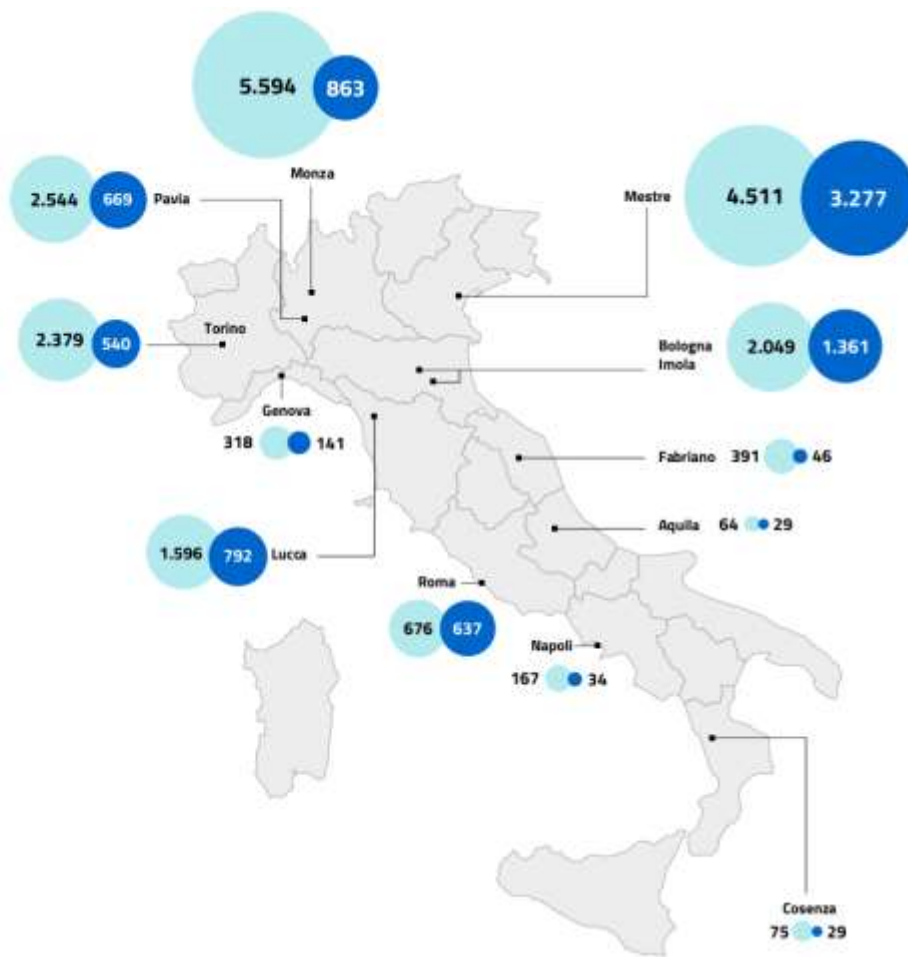 5.594 863
Monza
2.544 669 Pavia
Mestre 4.511 3.277
2.379 540 Torino
Bologna
Imola
2.049 1.361
Genova
318 141
Fabriano 391 46
Aquila 64 29
1.596 792 Lucca
Roma
676 637
Napoli
167 34
Cosenza
75 29